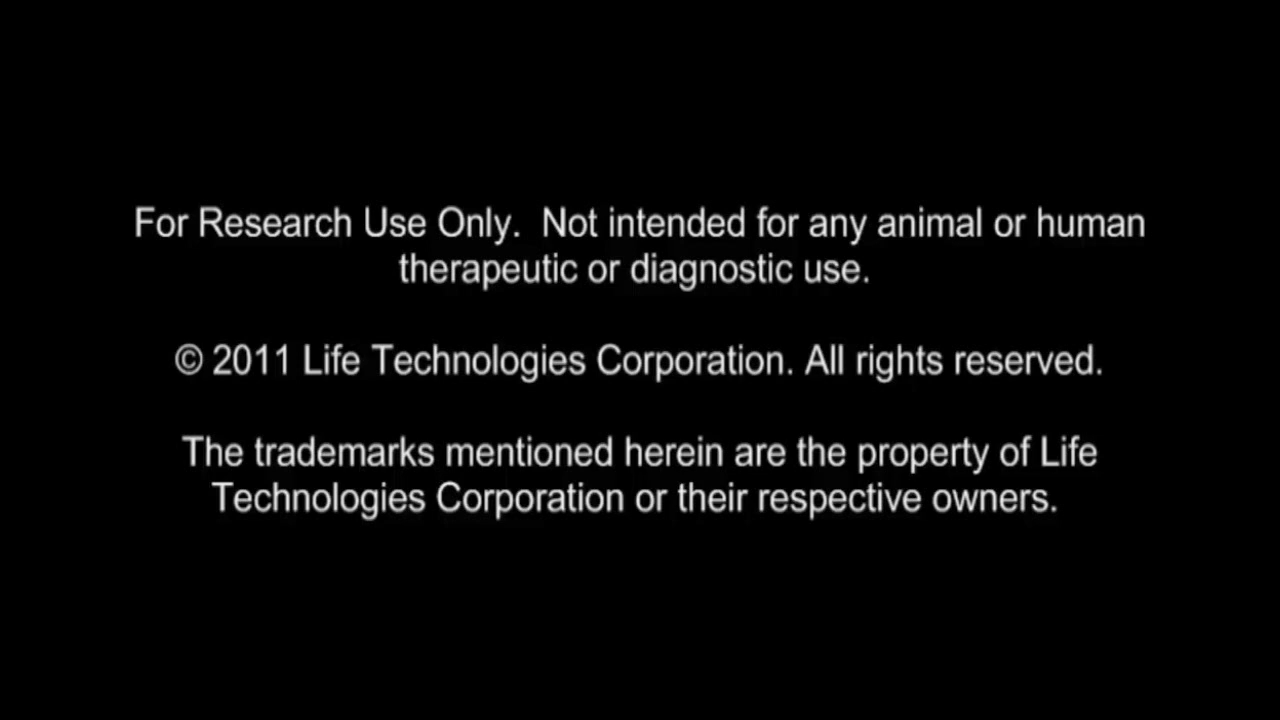 For Research Use Only.  Not intended for any animal or human
therapeutic or diagnostic use.
© 2011 Life Technologies Corporation. All rights reserved.
The trademarks mentioned herein are the property of Life
Technologies Corporation or their respective owners.